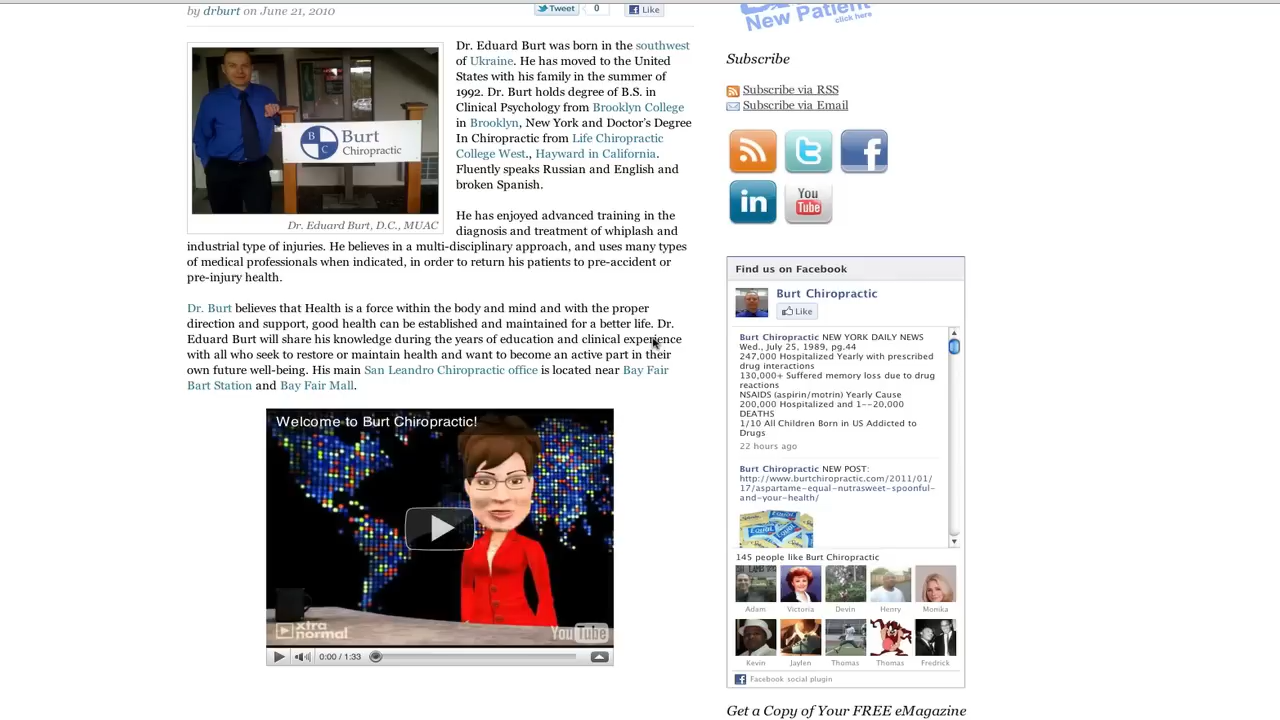 by drburt on June 21, 2010
Tweet
0
Like
Burt
Chiropractic
B
C
Dr. Eduard Burt, D.C., MUAC
Dr. Eduard Burt was born in the southwest
of Ukraine. He has moved to the United
States with his family in the summer of
1992. Dr. Burt holds degree of B.S. in
Clinical Psychology from Brooklyn College
in Brooklyn, New York and Doctor's Degree
In Chiropractic from Life Chiropractic
College West., Hayward in California.
Fluently speaks Russian and English and
broken Spanish.
He has enjoyed advanced training in the
diagnosis and treatment of whiplash and
industrial type of injuries. He believes in a multi-disciplinary approach, and uses many types
of medical professionals when indicated, in order to return his patients to pre-accident or
pre-injury health.
Dr. Burt believes that Health is a force within the body and mind and with the proper
direction and support, good health can be established and maintained for a better life. Dr.
Eduard Burt will share his knowledge during the years of education and clinical experience
with all who seek to restore or maintain health and want to become an active part in their
own future well-being. His main San Leandro Chiropractic office is located near Bay Fair
Bart Station and Bay Fair Mall.
Welcome to Burt Chiropractic!
xtra
normal
YouTube
0:00 / 1:33
New Patient
click here
Subscribe
Subscribe via RSS
Subscribe via Email
in
You
Tube
Find us on Facebook
Burt Chiropractic
Like
Burt Chiropractic NEW YORK DAILY NEWS
Wed., July 25, 1989, pg.44
247,000 Hospitalized Yearly with prescribed
drug interactions
130,000+ Suffered memory loss due to drug
reactions
NSAIDS (aspirin/motrin) Yearly Cause
200,000 Hospitalized and 1--20,000
DEATHS
1/10 All Children Born in US Addicted to
Drugs
22 hours ago
Burt Chiropractic NEW POST:
http://www.burtchiropractic.com/2011/01/
17/aspartame-equal-nutrasweet-spoonful-
and-your-health/
145 people like Burt Chiropractic
Adam
Victoria
Devin
Henry
Monika
Kevin
Jaylen
Thomas
Thomas
Fredrick
Facebook social plugin
Get a Copy of Your FREE eMagazine